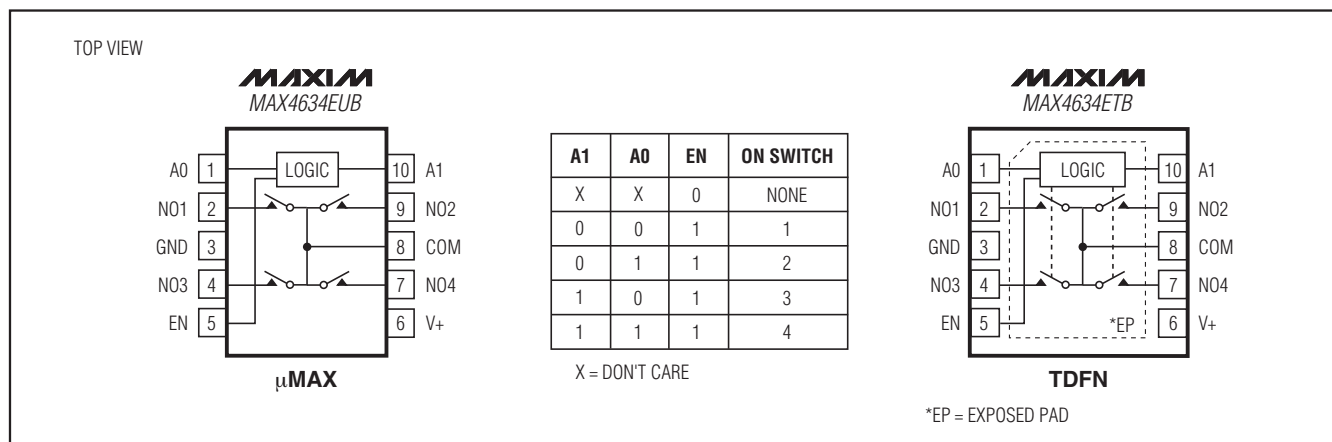 TOP VIEW
MAXIM
MAX4634EUB
A0 1 LOGIC 10 A1
NO1 2 9 NO2
GND 3 8 COM
NO3 4 7 NO4
EN 5 6 V+
μMAX
A1 A0 EN ON SWITCH
X X 0 NONE
0 0 1 1
0 1 1 2
1 0 1 3
1 1 1 4
X = DON'T CARE
MAXIM
MAX4634ETB
A0 1 LOGIC 10 A1
NO1 2 9 NO2
GND 3 8 COM
NO3 4 7 NO4
EN 5 *EP 6 V+
TDFN
*EP = EXPOSED PAD